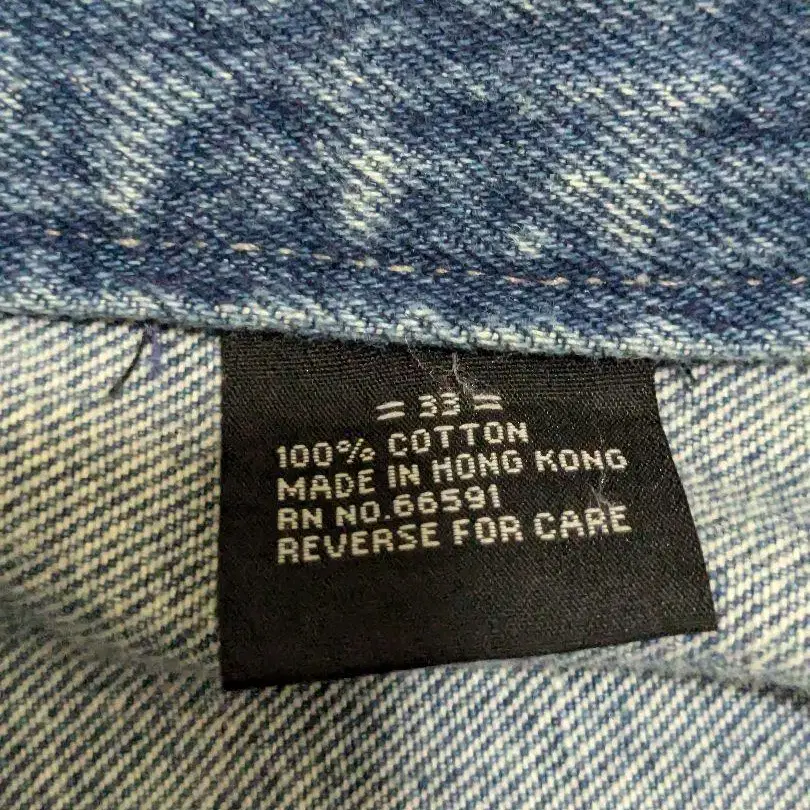 = 33 =
100% COTTON
MADE IN HONG KONG
RN NO.66591
REVERSE FOR CARE